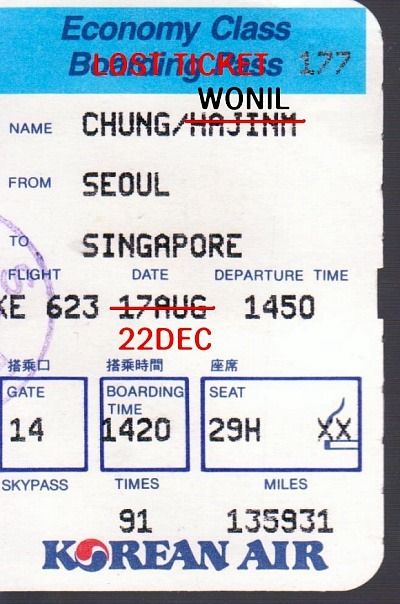 Economy Class
Boarding Pass 177
LOST TICKET
WONIL
NAME CHUNG/HAJINM
FROM SEOUL
TO SINGAPORE
FLIGHT DATE DEPARTURE TIME
KE 623 17AUG 1450
22DEC
搭乘口 搭乘時間 座席
GATE BOARDING TIME SEAT
14 1420 29H XX
SKYPASS TIMES MILES
91 135931
KOREAN AIR